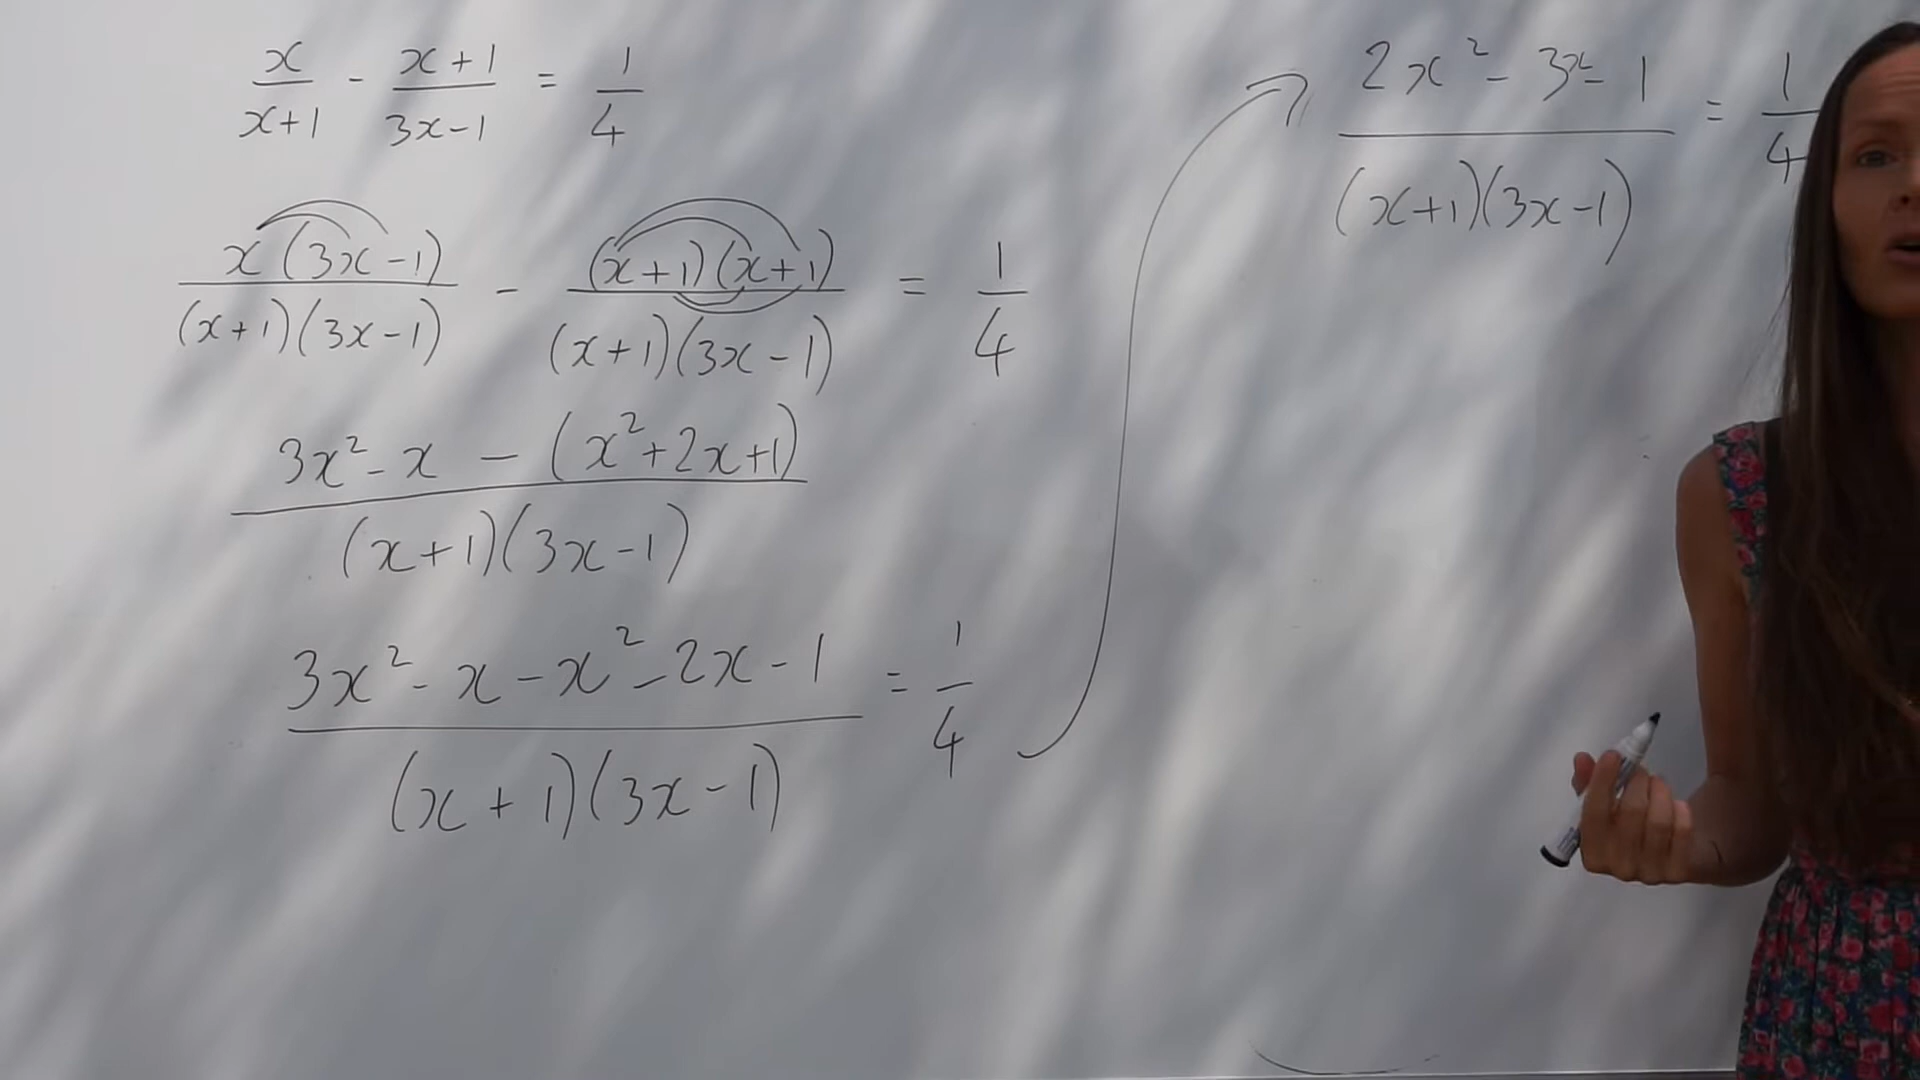 x/(x+1) - (x+1)/(3x-1) = 1/4
x(3x-1)/((x+1)(3x-1)) - (x+1)(x+1)/((x+1)(3x-1)) = 1/4
(3x² - x - (x²+2x+1))/((x+1)(3x-1))
(3x² - x - x² - 2x - 1)/((x+1)(3x-1)) = 1/4
(2x² - 3x - 1)/((x+1)(3x-1)) = 1/4